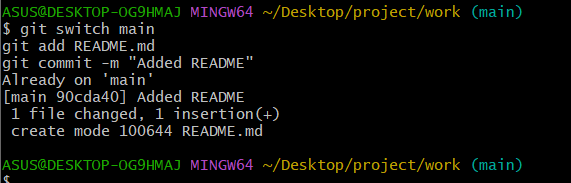 ASUS@DESKTOP-OG9HMAJ MINGW64 ~/Desktop/project/work (main)
$ git switch main
git add README.md
git commit -m "Added README"
Already on 'main'
[main 90cda40] Added README
 1 file changed, 1 insertion(+)
 create mode 100644 README.md
ASUS@DESKTOP-OG9HMAJ MINGW64 ~/Desktop/project/work (main)
$